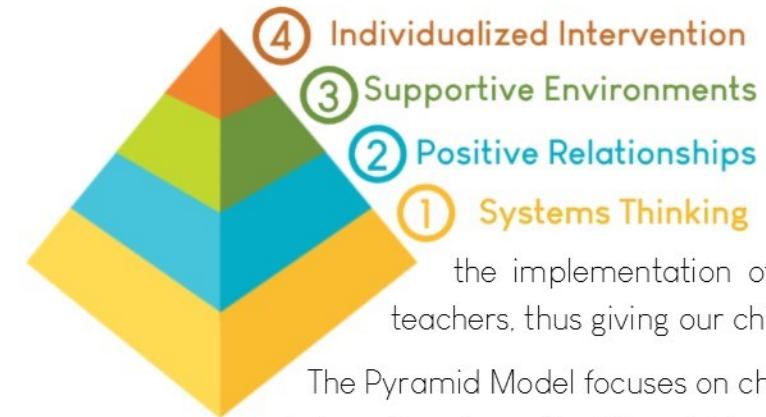 4 Individualized Intervention
3 Supportive Environments
2 Positive Relationships
1 Systems Thinking
the implementation
teachers, thus giving our
The Pyramid Model focuses on